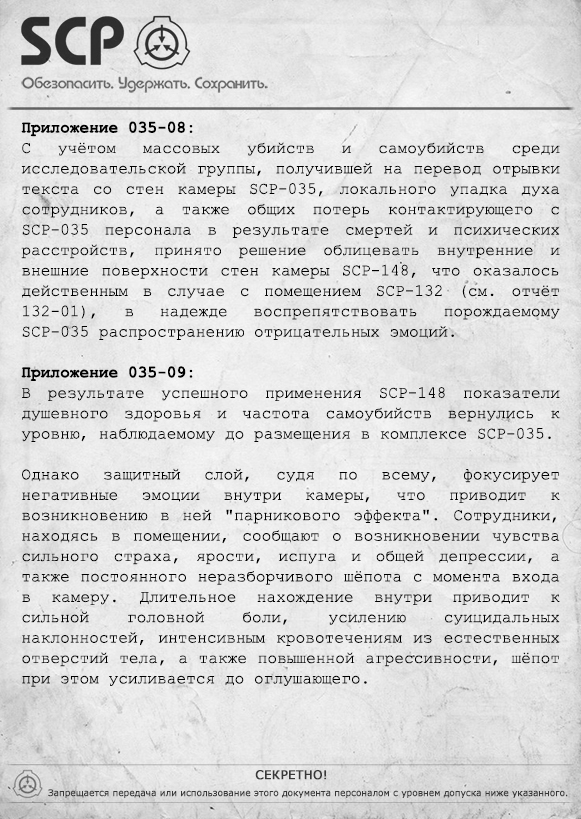 SCP
Обезопасить. Удержать. Сохранить.
Приложение 035-08:
С учётом массовых убийств и самоубийств среди
исследовательской группы, получившей на перевод отрывки
текста со стен камеры SCP-035, локального упадка духа
сотрудников, а также общих потерь контактирующего с
SCP-035 персонала в результате смертей и психических
расстройств, принято решение облицевать внутренние и
внешние поверхности стен камеры SCP-148, что оказалось
действенным в случае с помещением SCP-132 (см. отчёт
132-01), в надежде воспрепятствовать порождаемому
SCP-035 распространению отрицательных эмоций.
Приложение 035-09:
В результате успешного применения SCP-148 показатели
душевного здоровья и частота самоубийств вернулись к
уровню, наблюдаемому до размещения в комплексе SCP-035.
Однако защитный слой, судя по всему, фокусирует
негативные эмоции внутри камеры, что приводит к
возникновению в ней "парникового эффекта". Сотрудники,
находясь в помещении, сообщают о возникновении чувства
сильного страха, ярости, испуга и общей депрессии, а
также постоянного неразборчивого шёпота с момента входа
в камеру. Длительное нахождение внутри приводит к
сильной головной боли, усилению суицидальных
наклонностей, интенсивным кровотечениям из естественных
отверстий тела, а также повышенной агрессивности, шёпот
при этом усиливается до оглушающего.
СЕКРЕТНО!
Запрещается передача или использование этого документа персоналом с уровнем допуска ниже указанного.